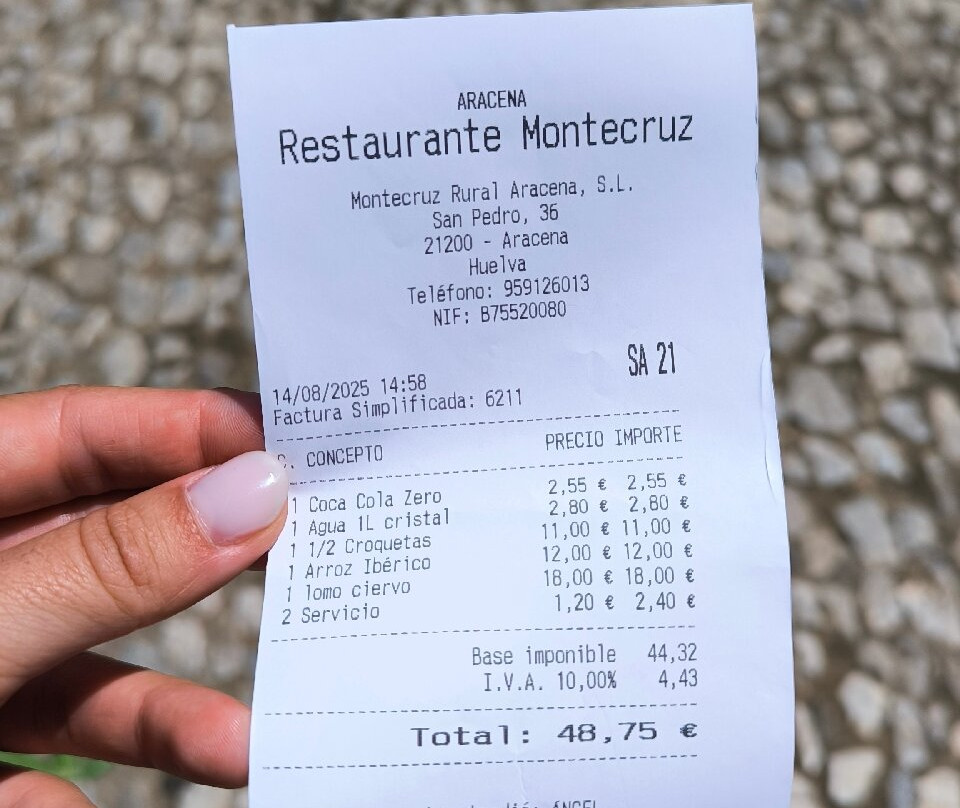 ARACENA
Restaurante Montecruz
Montecruz Rural Aracena, S.L.
San Pedro, 36
21200 - Aracena
Huelva
Teléfono: 959126013
NIF: B75520080
SA 21
14/08/2025 14:58
Factura Simplificada: 6211
CONCEPTO PRECIO IMPORTE
1 Coca Cola Zero 2,55 € 2,55 €
1 Agua 1L cristal 2,80 € 2,80 €
1 1/2 Croquetas 11,00 € 11,00 €
1 Arroz Ibérico 12,00 € 12,00 €
1 lomo ciervo 18,00 € 18,00 €
2 Servicio 1,20 € 2,40 €
Base imponible 44,32
I.V.A. 10,00% 4,43
Total: 48,75 €